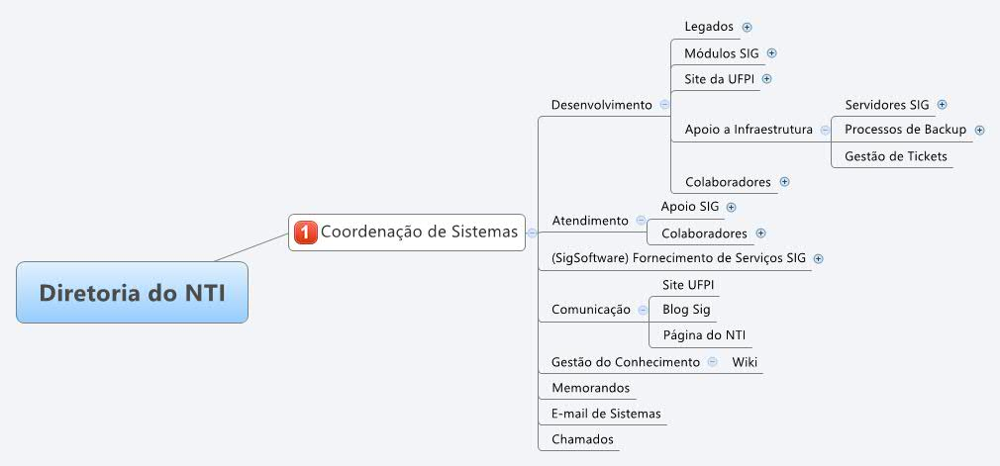 Diretoria do NTI
1 Coordenação de Sistemas
Desenvolvimento
Legados
Módulos SIG
Site da UFPI
Apoio a Infraestrutura
Servidores SIG
Processos de Backup
Gestão de Tickets
Colaboradores
Atendimento
Apoio SIG
Colaboradores
(SigSoftware) Fornecimento de Serviços SIG
Comunicação
Site UFPI
Blog Sig
Página do NTI
Gestão do Conhecimento
Wiki
Memorandos
E-mail de Sistemas
Chamados